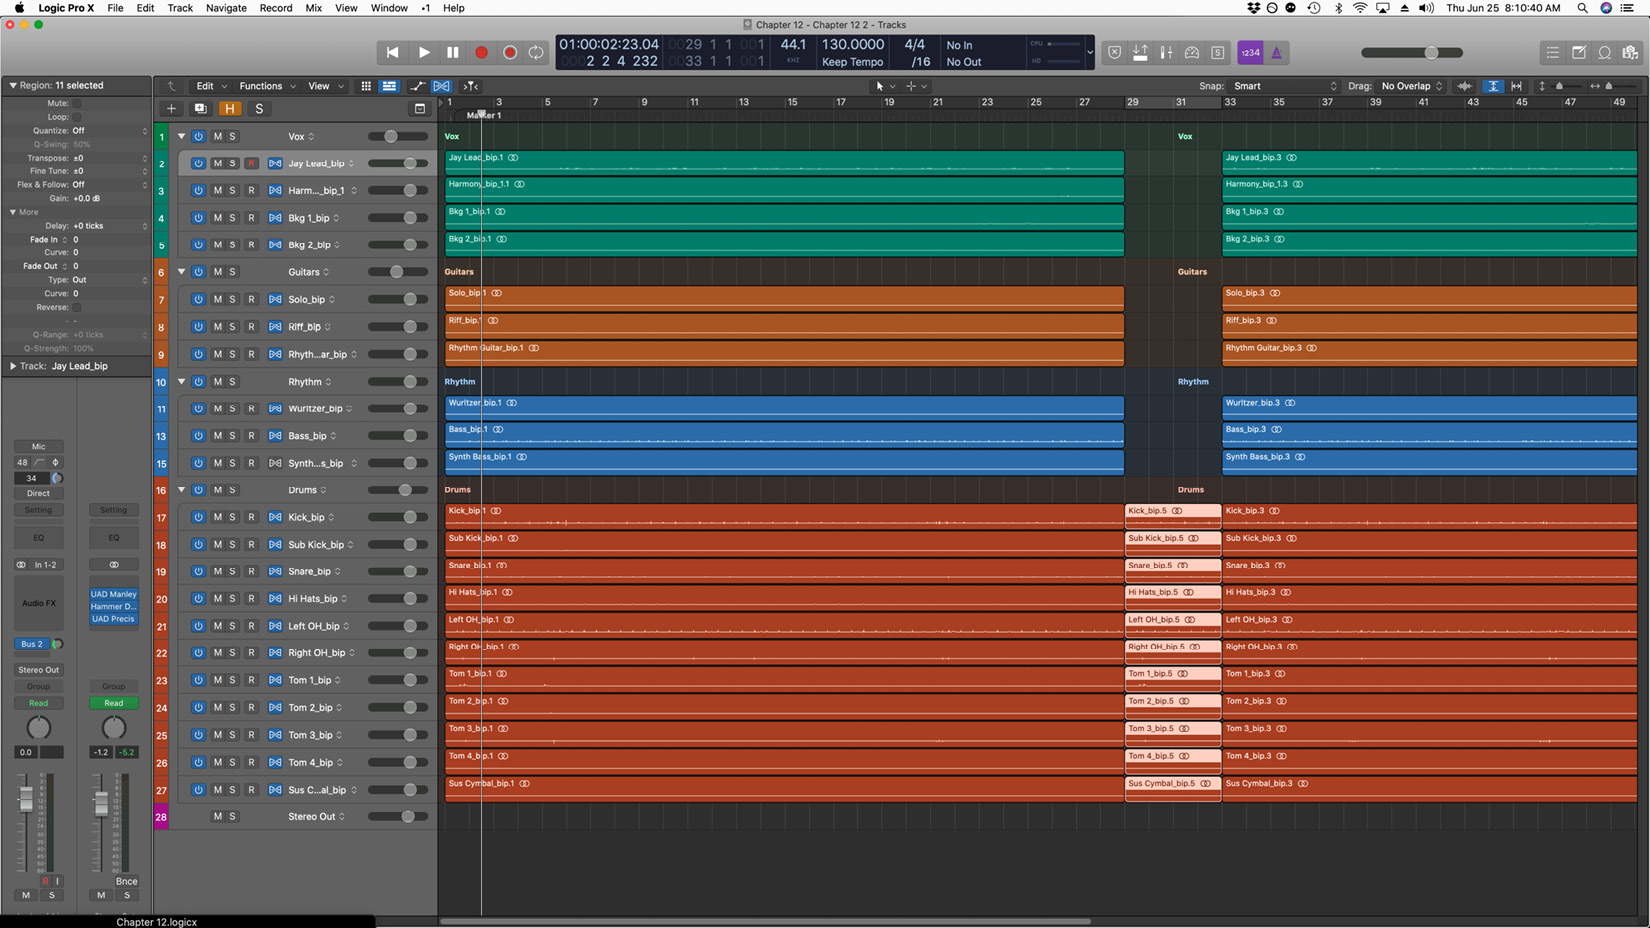 Logic Pro X File Edit Track Navigate Record Mix View Window 1 Help Thu Jun 25 8:10:40 AM
Chapter 12 - Chapter 12 2 - Tracks
01:00:02:23.04 0029 1 1 001 44.1 130.0000 4/4 No In CPU
2 2 4 232 0033 1 1 001 KHZ Keep Tempo /16 No Out HD
1234
Region: 11 selected Edit Functions View Snap: Smart Drag: No Overlap
Mute:
Loop:
Quantize: Off
Q-Swing: 50%
Transpose: ±0
Fine Tune: ±0
Flex & Follow: Off
Gain: +0.0 dB
More
Delay: +0 ticks
Fade In 0
Curve: 0
Fade Out 0
Type: Out
Curve: 0
Reverse:
Q-Range: +0 ticks
Q-Strength: 100%
Track: Jay Lead_bip
H S 1 3 5 7 9 11 13 15 17 19 21 23 25 27 29 31 33 35 37 39 41 43 45 47 49
Marker 1
1 M S Vox Vox Vox
2 M S R Jay Lead_bip Jay Lead_bip.1 Jay Lead_bip.3
3 M S R Harm..._bip_1 Harmony_bip_1.1 Harmony_bip_1.3
4 M S R Bkg 1_bip Bkg 1_bip.1 Bkg 1_bip.3
5 M S R Bkg 2_bip Bkg 2_bip.1 Bkg 2_bip.3
6 M S Guitars Guitars Guitars
7 M S R Solo_bip Solo_bip.1 Solo_bip.3
8 M S R Riff_bip Riff_bip.1 Riff_bip.3
9 M S R Rhyth...ar_bip Rhythm Guitar_bip.1 Rhythm Guitar_bip.3
10 M S Rhythm Rhythm Rhythm
11 M S R Wurltzer_bip Wurltzer_bip.1 Wurltzer_bip.3
13 M S R Bass_bip Bass_bip.1 Bass_bip.3
15 M S R Synth...s_bip Synth Bass_bip.1 Synth Bass_bip.3
16 M S Drums Drums Drums
17 M S R Kick_bip Kick_bip.1 Kick_bip.5 Kick_bip.3
18 M S R Sub Kick_bip Sub Kick_bip.1 Sub Kick_bip.5 Sub Kick_bip.3
19 M S R Snare_bip Snare_bip.1 Snare_bip.5 Snare_bip.3
20 M S R Hi Hats_bip Hi Hats_bip.1 Hi Hats_bip.5 Hi Hats_bip.3
21 M S R Left OH_bip Left OH_bip.1 Left OH_bip.5 Left OH_bip.3
22 M S R Right OH_bip Right OH_bip.1 Right OH_bip.5 Right OH_bip.3
23 M S R Tom 1_bip Tom 1_bip.1 Tom 1_bip.5 Tom 1_bip.3
24 M S R Tom 2_bip Tom 2_bip.1 Tom 2_bip.5 Tom 2_bip.3
25 M S R Tom 3_bip Tom 3_bip.1 Tom 3_bip.5 Tom 3_bip.3
26 M S R Tom 4_bip Tom 4_bip.1 Tom 4_bip.5 Tom 4_bip.3
27 M S R Sus C...al_bip Sus Cymbal_bip.1 Sus Cymbal_bip.5 Sus Cymbal_bip.3
28 M S Stereo Out
Mic
48
34
Direct
Setting Setting
EQ EQ
In 1-2
Audio FX UAD Manley
Hammer D...
UAD Precis
Bus 2
Stereo Out
Group Group
Read Read
0.0 -1.2 -5.2
R I Bnce
M S M S
Chapter 12.logicx